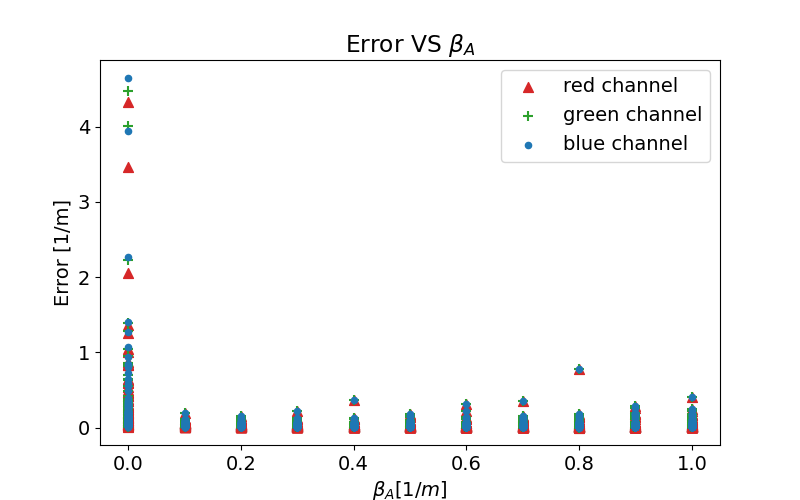 Error VS β_A
red channel
green channel
blue channel
Error [1/m]
4
3
2
1
0
0.0 0.2 0.4 0.6 0.8 1.0
β_A[1/m]